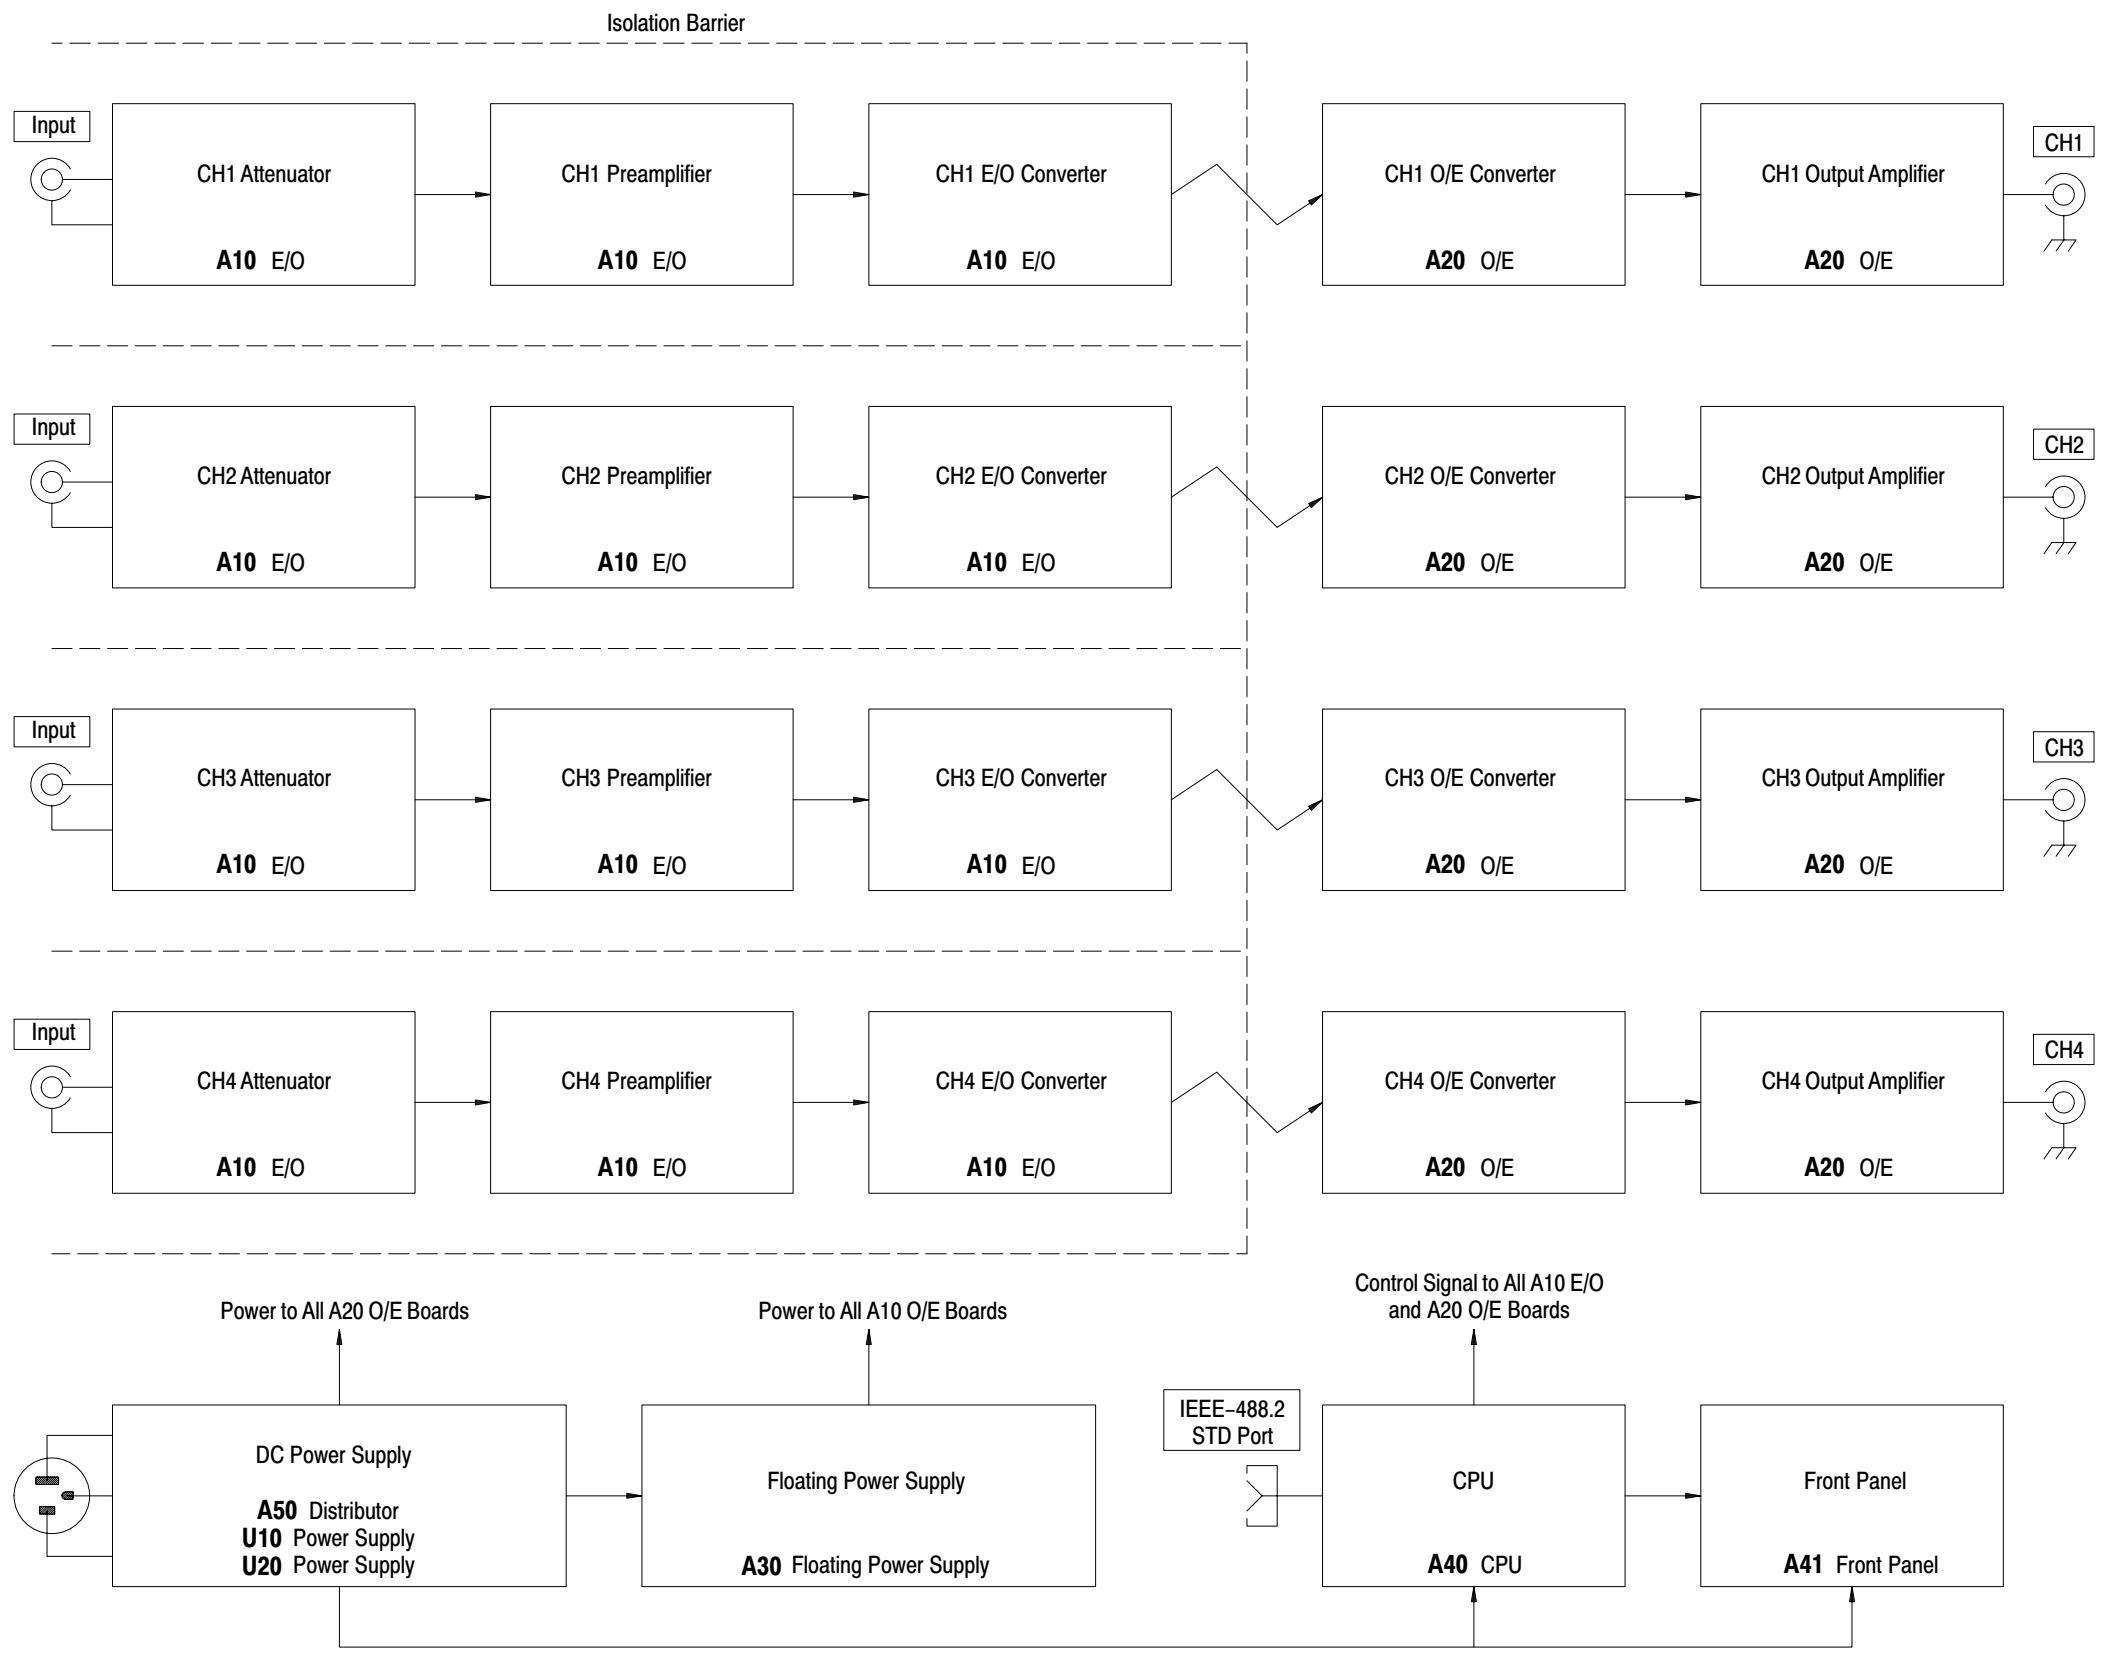 Isolation Barrier
Input
CH1 Attenuator
A10 E/O
CH1 Preamplifier
A10 E/O
CH1 E/O Converter
A10 E/O
CH1 O/E Converter
A20 O/E
CH1 Output Amplifier
A20 O/E
CH1
Input
CH2 Attenuator
A10 E/O
CH2 Preamplifier
A10 E/O
CH2 E/O Converter
A10 E/O
CH2 O/E Converter
A20 O/E
CH2 Output Amplifier
A20 O/E
CH2
Input
CH3 Attenuator
A10 E/O
CH3 Preamplifier
A10 E/O
CH3 E/O Converter
A10 E/O
CH3 O/E Converter
A20 O/E
CH3 Output Amplifier
A20 O/E
CH3
Input
CH4 Attenuator
A10 E/O
CH4 Preamplifier
A10 E/O
CH4 E/O Converter
A10 E/O
CH4 O/E Converter
A20 O/E
CH4 Output Amplifier
A20 O/E
CH4
Power to All A20 O/E Boards
Power to All A10 O/E Boards
Control Signal to All A10 E/O
and A20 O/E Boards
DC Power Supply
A50 Distributor
U10 Power Supply
U20 Power Supply
Floating Power Supply
A30 Floating Power Supply
IEEE–488.2
STD Port
CPU
A40 CPU
Front Panel
A41 Front Panel